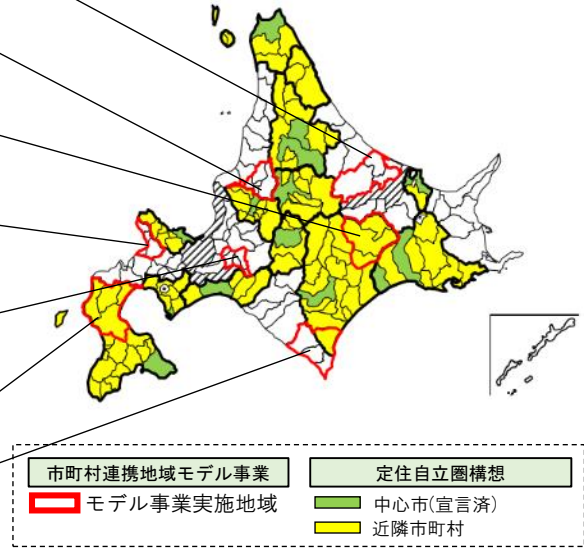 市町村連携地域モデル事業
モデル事業実施地域
定住自立圏構想
中心市(宣言済)
近隣市町村